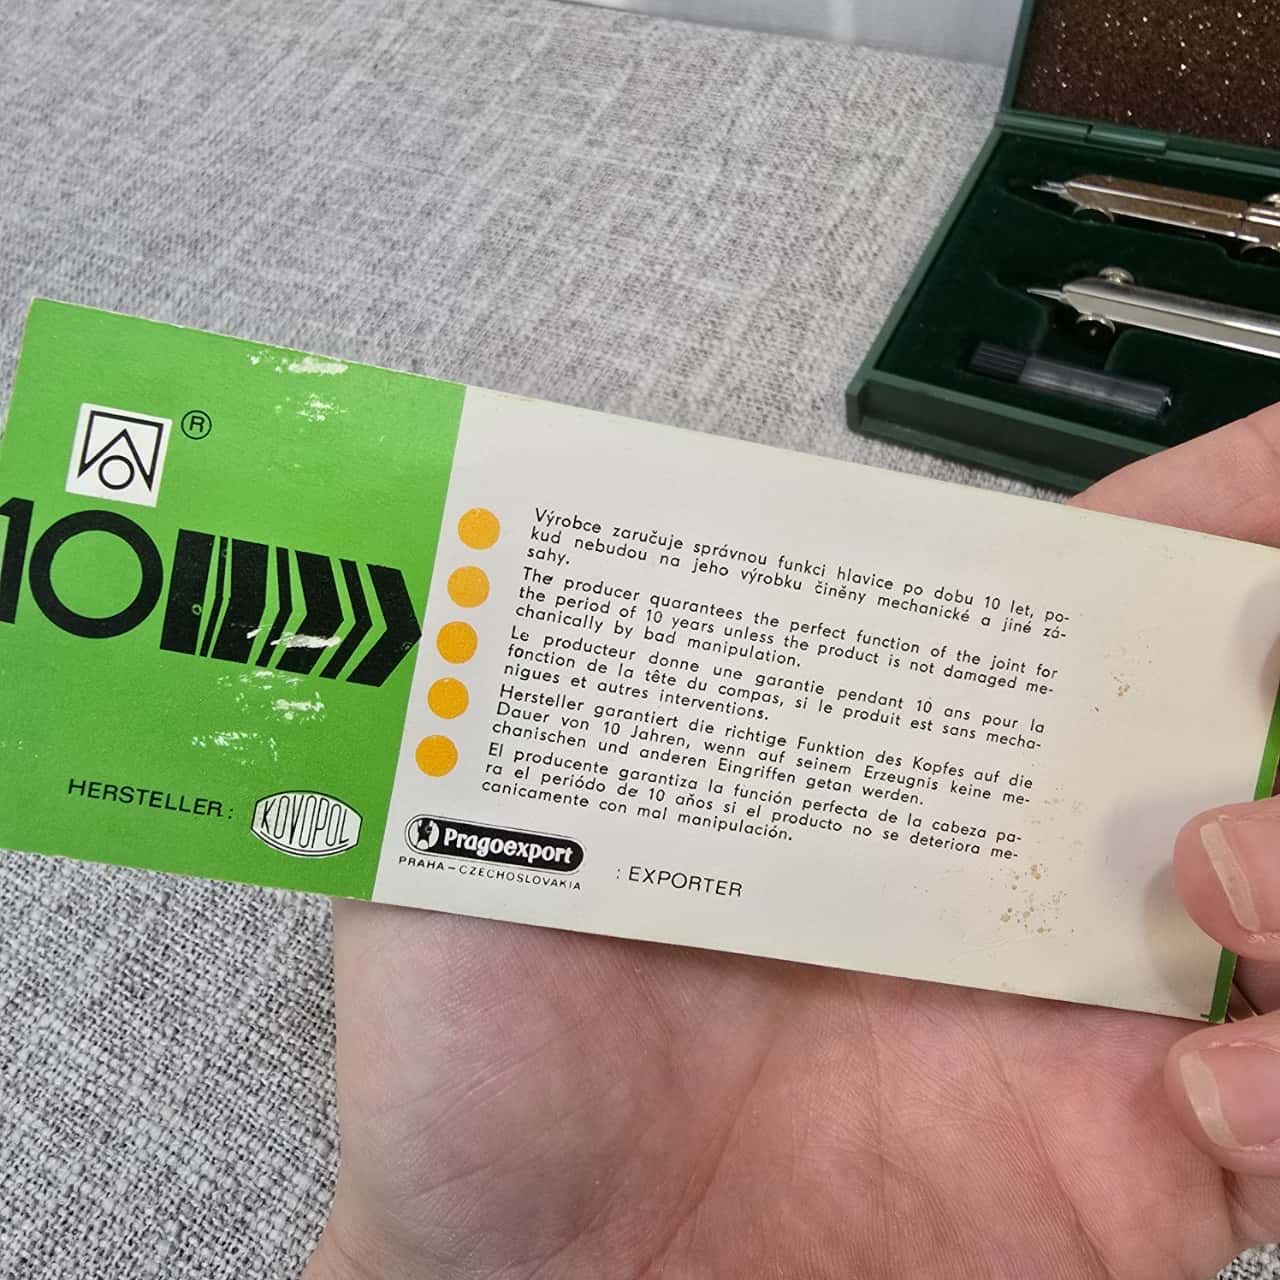 ®
10
HERSTELLER:
KOVOPOL
Výrobce zaručuje správnou funkci hlavice po dobu 10 let, po-
kud nebudou na jeho výrobku činěny mechanické a jiné zá-
sahy.
The producer quarantees the perfect function of the joint for
the period of 10 years unless the product is not damaged me-
chanically by bad manipulation.
Le producteur donne une garantie pendant 10 ans pour la
fonction de la tête du compas, si le produit est sans mecha-
nigues et autres interventions.
Hersteller garantiert die richtige Funktion des Kopfes auf die
Dauer von 10 Jahren, wenn auf seinem Erzeugnis keine me-
chanischen und anderen Eingriffen getan werden.
El producente garantiza la función perfecta de la cabeza pa-
ra el periódo de 10 años si el producto no se deteriora me-
canicamente con mal manipulación.
Pragoexport
PRAHA-CZECHOSLOVAKIA
: EXPORTER